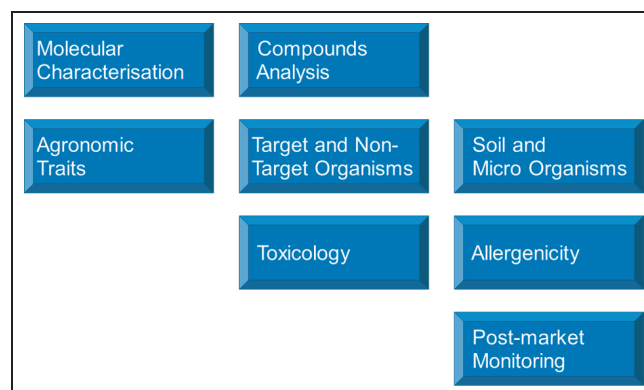 Molecular
Characterisation
Compounds
Analysis
Agronomic
Traits
Target and Non-
Target Organisms
Soil and
Micro Organisms
Toxicology
Allergenicity
Post-market
Monitoring